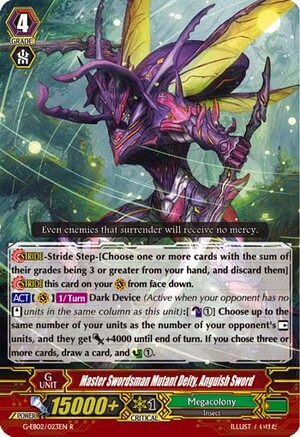 4
GRADE
Even enemies that surrender will receive no mercy.
STRIDE-Stride Step-[Choose one or more cards with the sum of
their grades being 3 or greater from your hand, and discard them]
STRIDE this card on your from face down.
ACT 1/Turn Dark Device (Active when your opponent has no
units in the same column as this unit):[ ① ] Choose up to the
same number of your units as the number of your opponent's
units, and they get +4000 until end of turn. If you chose three
or more cards, draw a card, and ①.
G
UNIT
Master Swordsman Mutant Deity, Anguish Sword
POWER
15000+
1
CRITICAL
Megacolony
Insect
G-EB02/023EN R
ILLUST